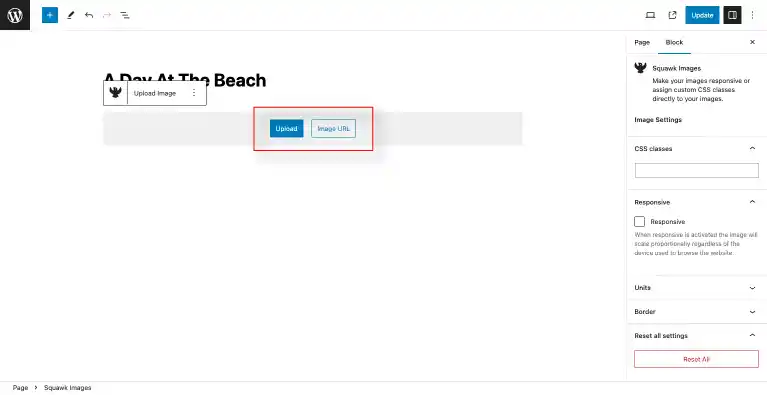 Update
A Day At The Beach
Upload Image
Upload
Image URL
Page
Block
Squawk Images
Make your images responsive or
assign custom CSS classes
directly to your images.
Image Settings
CSS classes
Responsive
Responsive
When responsive is activated the image will
scale proportionally regardless of the
device used to browse the website.
Units
Border
Reset all settings
Reset All
Page > Squawk Images